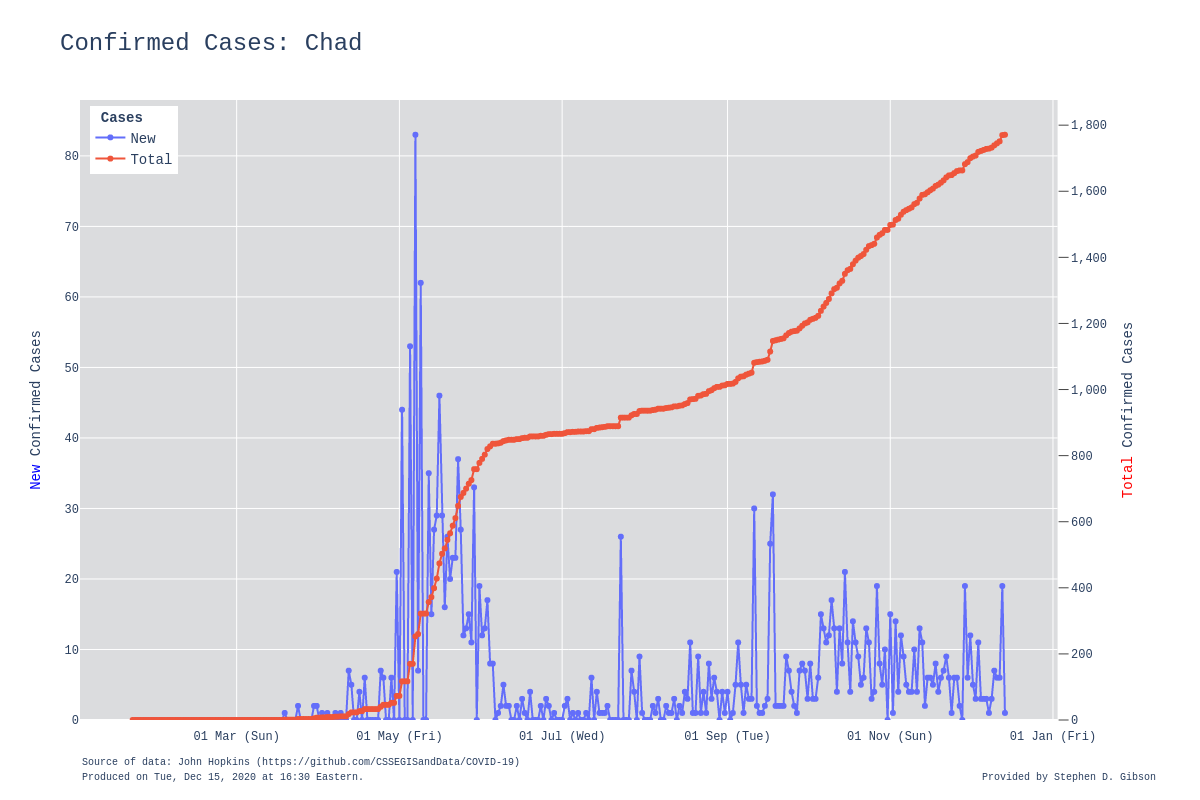 Confirmed Cases: Chad
Cases
New
Total
80
70
60
50
40
30
20
10
0
New Confirmed Cases
1,800
1,600
1,400
1,200
1,000
800
600
400
200
0
Total Confirmed Cases
01 Mar (Sun)
01 May (Fri)
01 Jul (Wed)
01 Sep (Tue)
01 Nov (Sun)
01 Jan (Fri)
Source of data: John Hopkins (https://github.com/CSSEGISandData/COVID-19)
Produced on Tue, Dec 15, 2020 at 16:30 Eastern.
Provided by Stephen D. Gibson